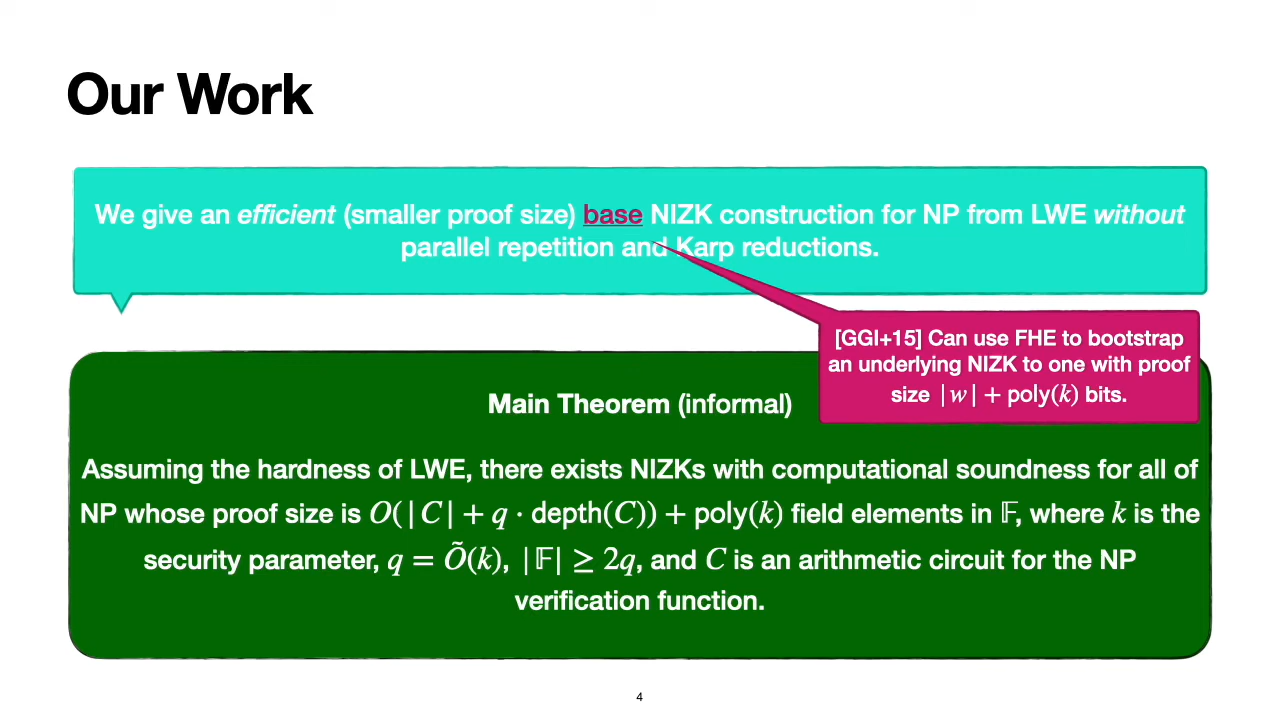 Our Work
We give an efficient (smaller proof size) base NIZK construction for NP from LWE without
parallel repetition and Karp reductions.
[GGI+15] Can use FHE to bootstrap
an underlying NIZK to one with proof
size |w| + poly(k) bits.
Main Theorem (informal)
Assuming the hardness of LWE, there exists NIZKs with computational soundness for all of
NP whose proof size is O(|C| + q · depth(C)) + poly(k) field elements in 𝔽, where k is the
security parameter, q = Õ(k), |𝔽| ≥ 2q, and C is an arithmetic circuit for the NP
verification function.
4